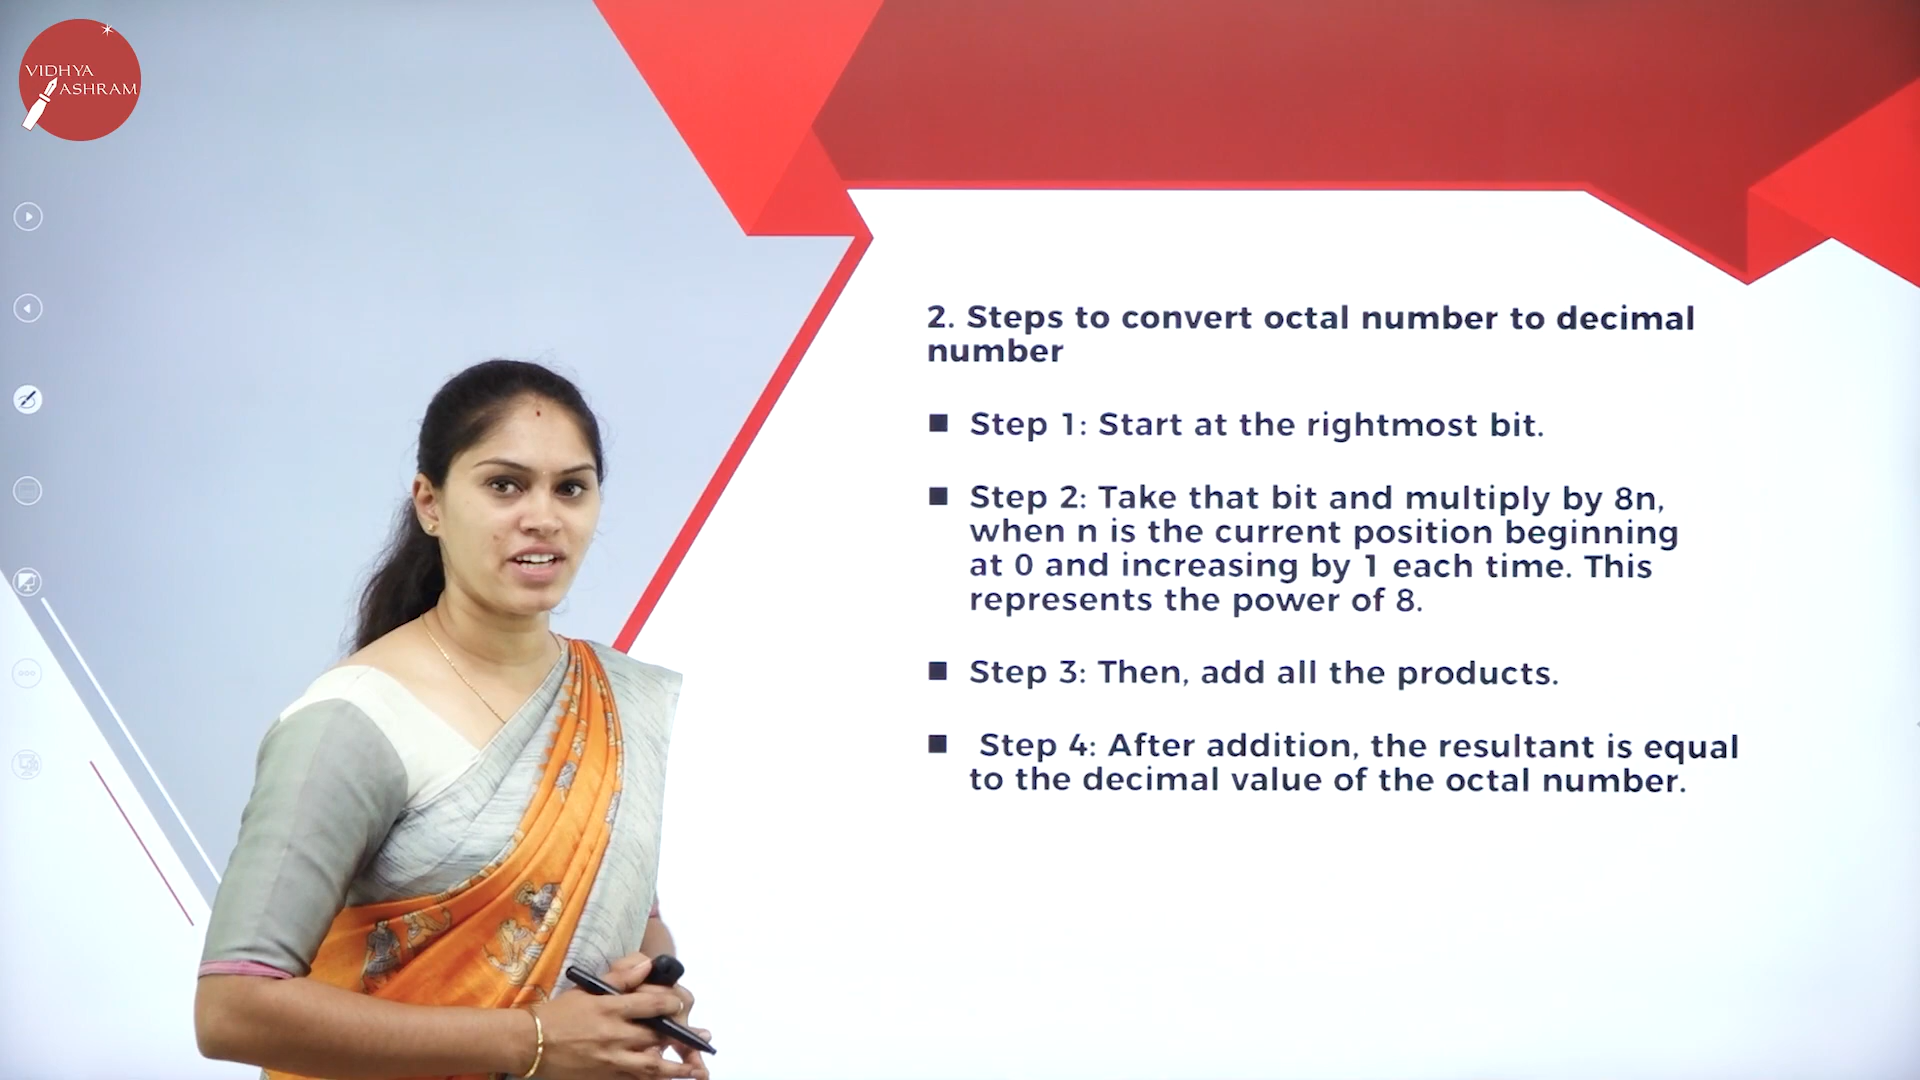 VIDHYA
ASHRAM
2. Steps to convert octal number to decimal
number
■ Step 1: Start at the rightmost bit.
■ Step 2: Take that bit and multiply by 8n,
when n is the current position beginning
at 0 and increasing by 1 each time. This
represents the power of 8.
■ Step 3: Then, add all the products.
■ Step 4: After addition, the resultant is equal
to the decimal value of the octal number.